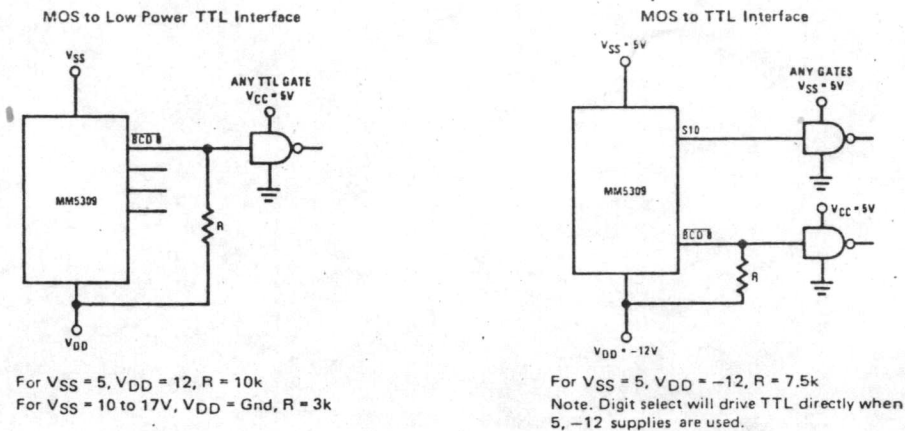 MOS to Low Power TTL Interface
VSS
ANY TTL GATE
VCC = 5V
BCD 8
MM5309
R
VDD
For VSS = 5, VDD = 12, R = 10k
For VSS = 10 to 17V, VDD = Gnd, R = 3k
MOS to TTL Interface
VSS = 5V
ANY GATES
VSS = 5V
S10
MM5309
VCC = 5V
BCD 8
R
VDD = -12V
For VSS = 5, VDD = -12, R = 7.5k
Note. Digit select will drive TTL directly when
5, -12 supplies are used.